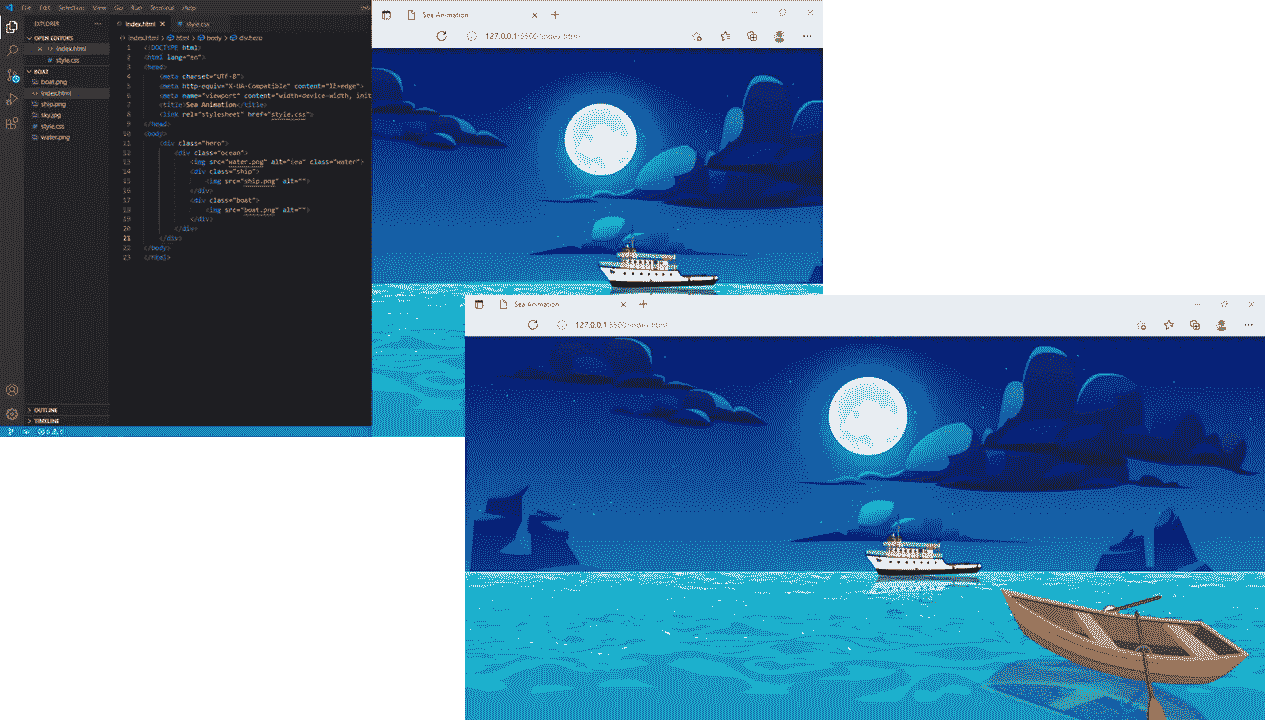 File Edit Selection View Go Run Terminal Help
EXPLORER
OPEN EDITORS
index.html
style.css
BOAT
boat.png
index.html
ship.png
sky.jpg
style.css
water.png
OUTLINE
TIMELINE
index.html style.css
index.html > html > body > div.hero
1 <!DOCTYPE html>
2 <html lang="en">
3 <head>
4 <meta charset="UTF-8">
5 <meta http-equiv="X-UA-Compatible" content="IE=edge">
6 <meta name="viewport" content="width=device-width, init
7 <title>Sea Animation</title>
8 <link rel="stylesheet" href="style.css">
9 </head>
10 <body>
11 <div class="hero">
12 <div class="ocean">
13 <img src="water.png" alt="sea" class="water">
14 <div class="ship">
15 <img src="ship.png" alt="">
16 </div>
17 <div class="boat">
18 <img src="boat.png" alt="">
19 </div>
20 </div>
21 </div>
22 </body>
23 </html>
Sea Animation
127.0.0.1:5500/index.html
Sea Animation
127.0.0.1:5500/index.html